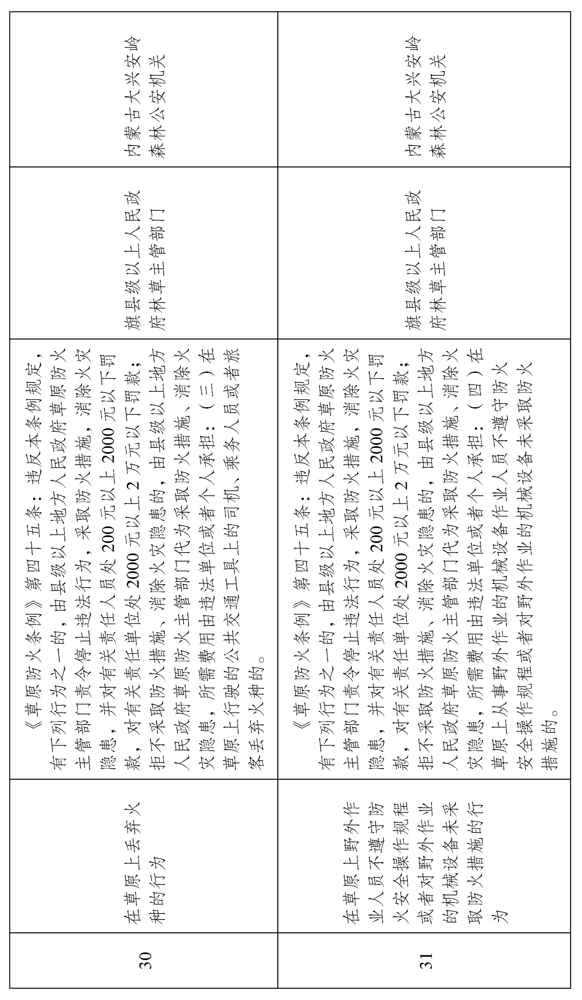 30
在草原上丢弃火
种的行为
《草原防火条例》第四十五条：违反本条例规定，
有下列行为之一的，由县级以上地方人民政府草原防火
主管部门责令停止违法行为，采取防火措施，消除火灾
隐患，并对有关责任人员处200元以上2000元以下罚
款，对有关责任单位处2000元以上2万元以下罚款；
拒不采取防火措施、消除火灾隐患的，由县级以上地方
人民政府草原防火主管部门代为采取防火措施、消除火
灾隐患，所需费用由违法单位或者个人承担：（三）在
草原上行驶的公共交通工具上的司机、乘务人员或者旅
客丢弃火种的。
旗县级以上人民政
府林草主管部门
内蒙古大兴安岭
森林公安机关
31
在草原上野外作
业人员不遵守防
火安全操作规程
或者对野外作业
的机械设备未采
取防火措施的行
为
《草原防火条例》第四十五条：违反本条例规定，
有下列行为之一的，由县级以上地方人民政府草原防火
主管部门责令停止违法行为，采取防火措施，消除火灾
隐患，并对有关责任人员处200元以上2000元以下罚
款，对有关责任单位处2000元以上2万元以下罚款；
拒不采取防火措施、消除火灾隐患的，由县级以上地方
人民政府草原防火主管部门代为采取防火措施、消除火
灾隐患，所需费用由违法单位或者个人承担：（四）在
草原上从事野外作业的机械设备作业人员不遵守防火
安全操作规程或者对野外作业的机械设备未采取防火
措施的。
旗县级以上人民政
府林草主管部门
内蒙古大兴安岭
森林公安机关